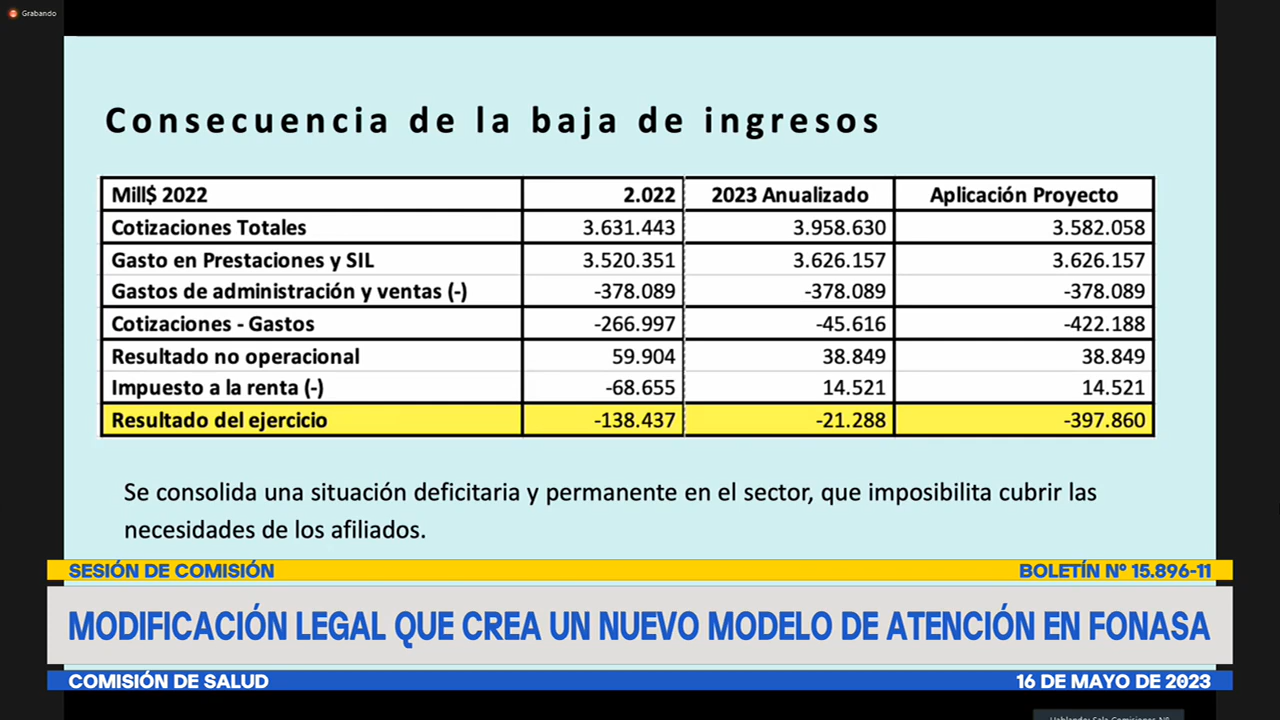 Grabando
Consecuencia de la baja de ingresos
Mill$ 2022 2.022 2023 Anualizado Aplicación Proyecto
Cotizaciones Totales 3.631.443 3.958.630 3.582.058
Gasto en Prestaciones y SIL 3.520.351 3.626.157 3.626.157
Gastos de administración y ventas (-) -378.089 -378.089 -378.089
Cotizaciones - Gastos -266.997 -45.616 -422.188
Resultado no operacional 59.904 38.849 38.849
Impuesto a la renta (-) -68.655 14.521 14.521
Resultado del ejercicio -138.437 -21.288 -397.860
Se consolida una situación deficitaria y permanente en el sector, que imposibilita cubrir las
necesidades de los afiliados.
SESIÓN DE COMISIÓN BOLETÍN N° 15.896-11
MODIFICACIÓN LEGAL QUE CREA UN NUEVO MODELO DE ATENCIÓN EN FONASA
COMISIÓN DE SALUD 16 DE MAYO DE 2023